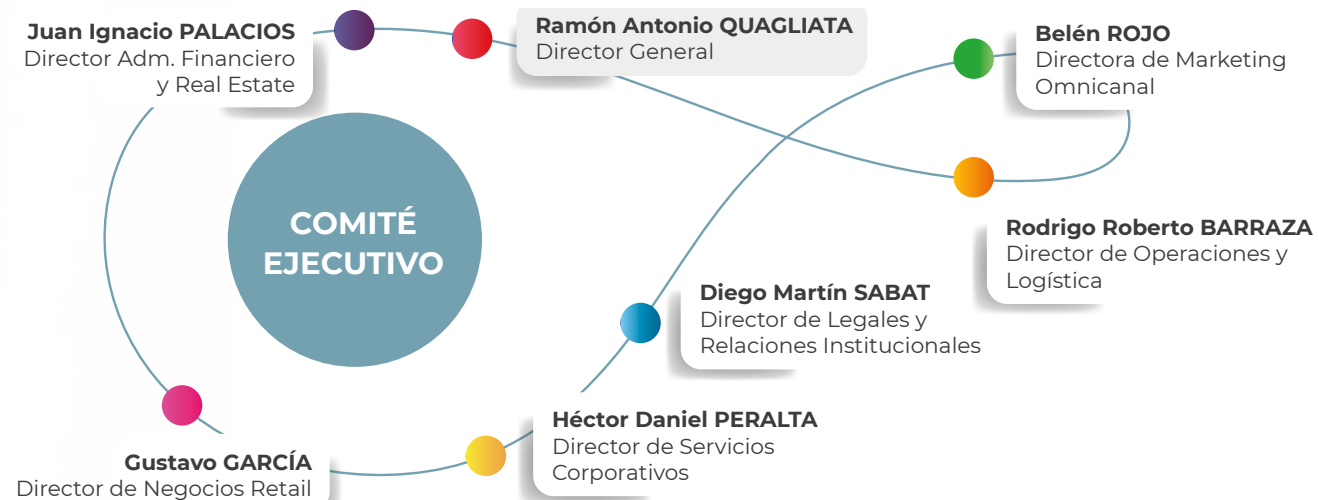 Juan Ignacio PALACIOS
Director Adm. Financiero
y Real Estate
Ramón Antonio QUAGLIATA
Director General
Belén ROJO
Directora de Marketing
Omnicanal
COMITÉ
EJECUTIVO
Rodrigo Roberto BARRAZA
Director de Operaciones y
Logística
Diego Martín SABAT
Director de Legales y
Relaciones Institucionales
Héctor Daniel PERALTA
Director de Servicios
Corporativos
Gustavo GARCÍA
Director de Negocios Retail